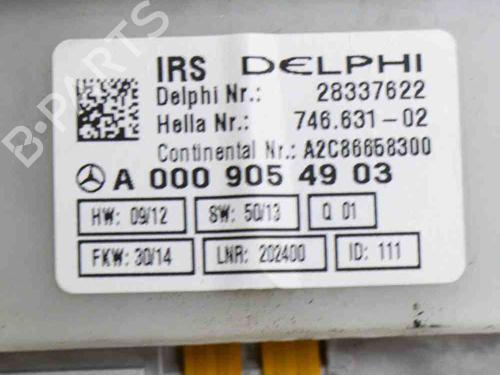 IRS DELPHI
Delphi Nr.: 28337622
Hella Nr.: 746.631-02
Continental Nr.: A2C86658300
A 000 905 49 03
HW: 09/12 SW: 50/13 Q 01
FKW: 30/14 LNR: 202400 ID: 111
B-PARTS